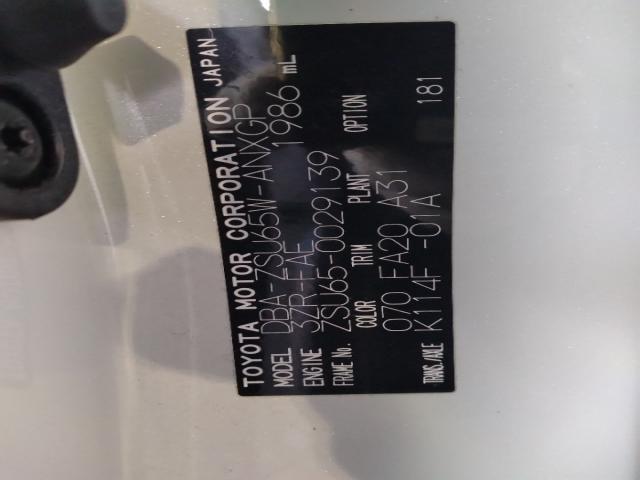 TOYOTA MOTOR CORPORATION JAPAN
MODEL DBA-ZSU65W-ANXGP
ENGINE 3ZR-FAE 1986 mL
FRAME No. ZSU65-0029139
COLOR TRIM PLANT OPTION
070 FA20 A31 181
TRANS./AXLE K114F -01A